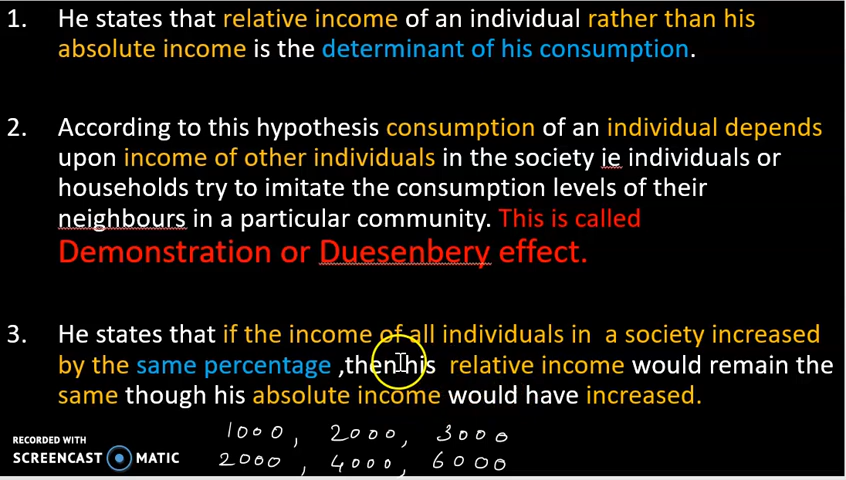 1. He states that relative income of an individual rather than his
absolute income is the determinant of his consumption.
2. According to this hypothesis consumption of an individual depends
upon income of other individuals in the society ie individuals or
households try to imitate the consumption levels of their
neighbours in a particular community. This is called
Demonstration or Duesenbery effect.
3. He states that if the income of all individuals in a society increased
by the same percentage ,then his relative income would remain the
same though his absolute income would have increased.
1000, 2000, 3000
2000, 4000, 6000
RECORDED WITH
SCREENCAST MATIC